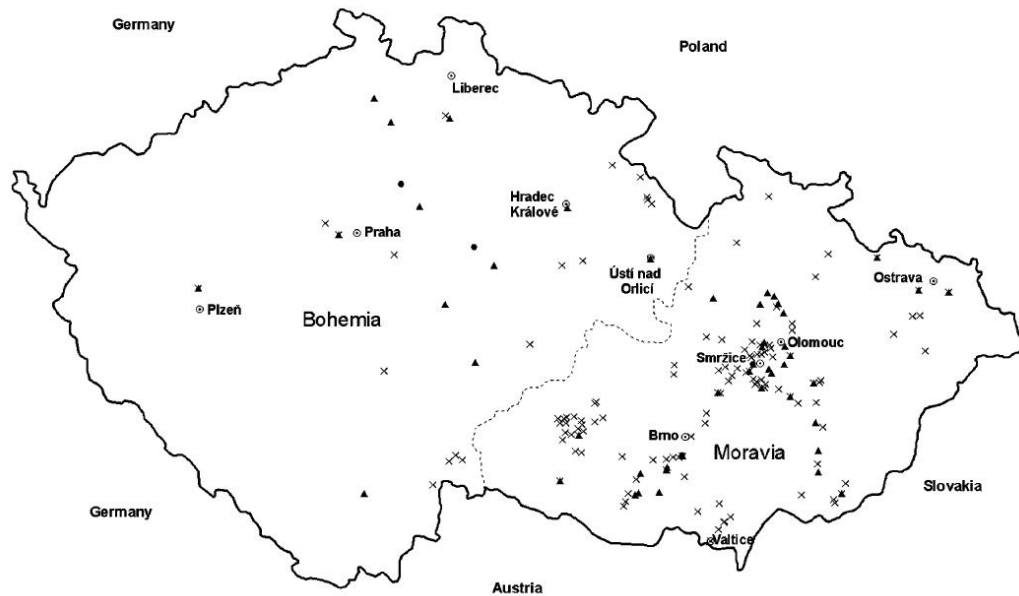 Germany
Poland
Liberec
Hradec
Králové
Praha
Ústí nad
Orlicí
Ostrava
Plzeň
Bohemia
Olomouc
Smržice
Brno
Moravia
Slovakia
Germany
Valtice
Austria